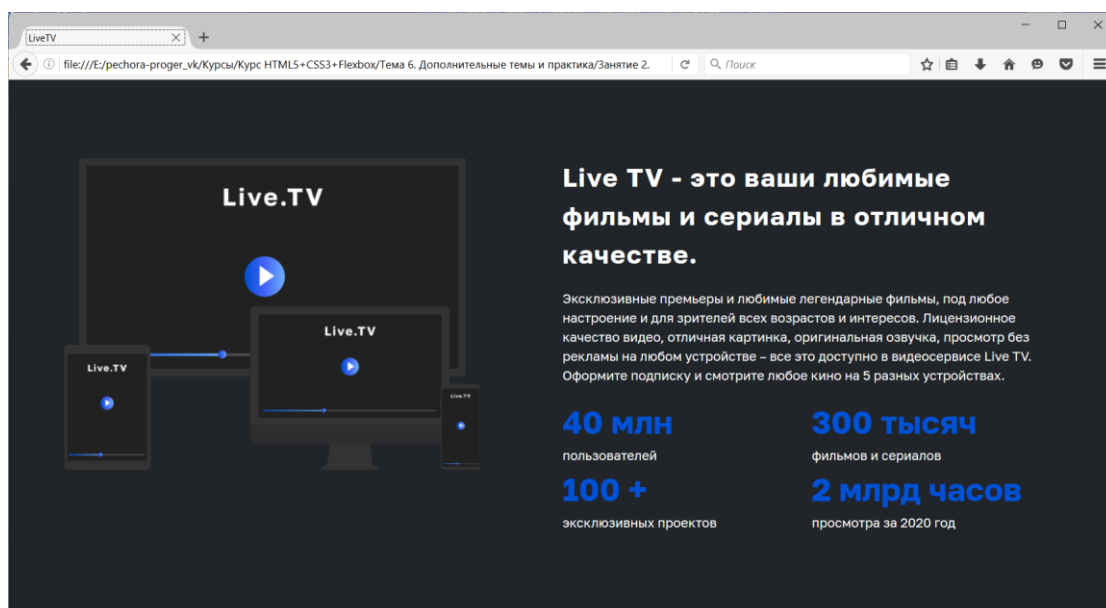 LiveTV
file:///E:/pechora-proger_vk/Курсы/Курс HTML5+CSS3+Flexbox/Тема 6. Дополнительные темы и практика/Занятие 2.
Поиск
Live.TV
Live.TV
Live.TV
Live.TV
Live TV - это ваши любимые
фильмы и сериалы в отличном
качестве.
Эксклюзивные премьеры и любимые легендарные фильмы, под любое
настроение и для зрителей всех возрастов и интересов. Лицензионное
качество видео, отличная картинка, оригинальная озвучка, просмотр без
рекламы на любом устройстве – все это доступно в видеосервисе Live TV.
Оформите подписку и смотрите любое кино на 5 разных устройствах.
40 млн
пользователей
300 тысяч
фильмов и сериалов
100 +
эксклюзивных проектов
2 млрд часов
просмотра за 2020 год